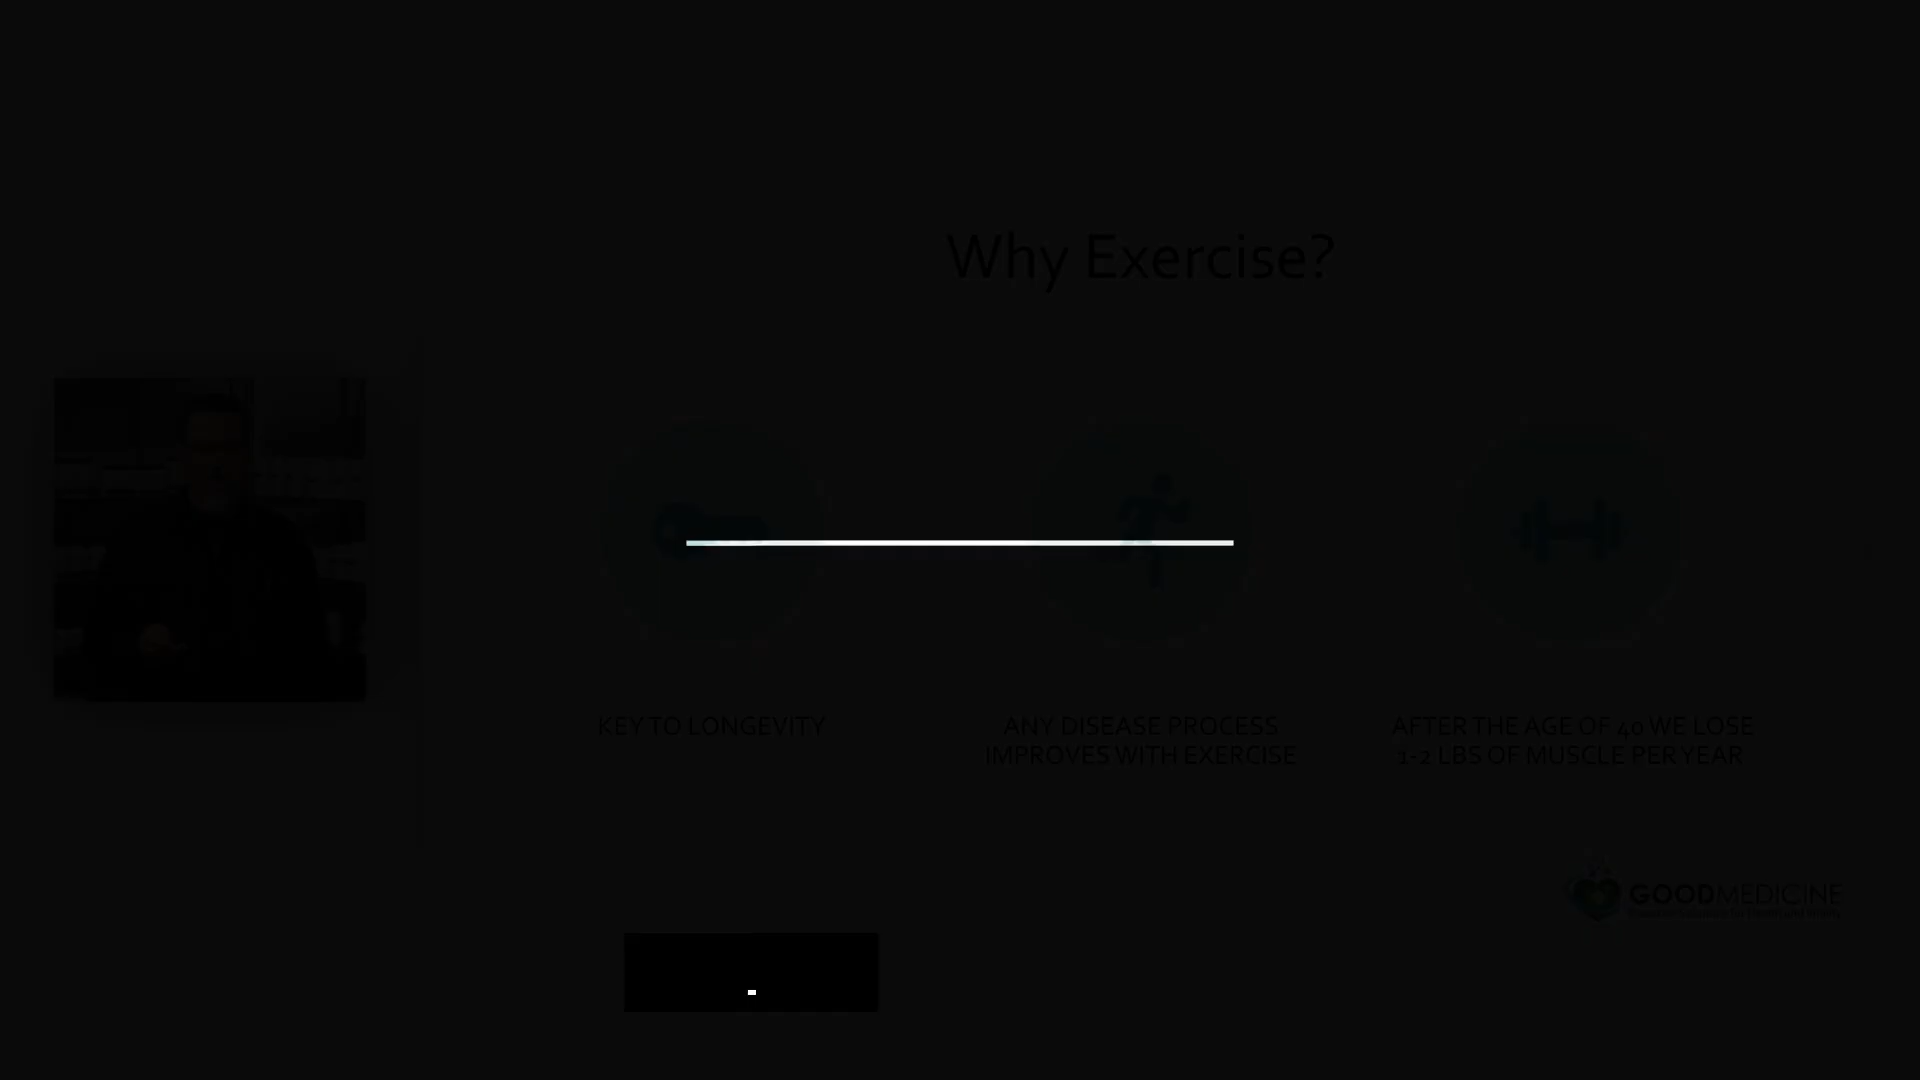 Why Exercise?
KEY TO LONGEVITY
ANY DISEASE PROCESS
IMPROVES WITH EXERCISE
AFTER THE AGE OF 40 WE LOSE
1-2 LBS OF MUSCLE PER YEAR
GOODMEDICINE